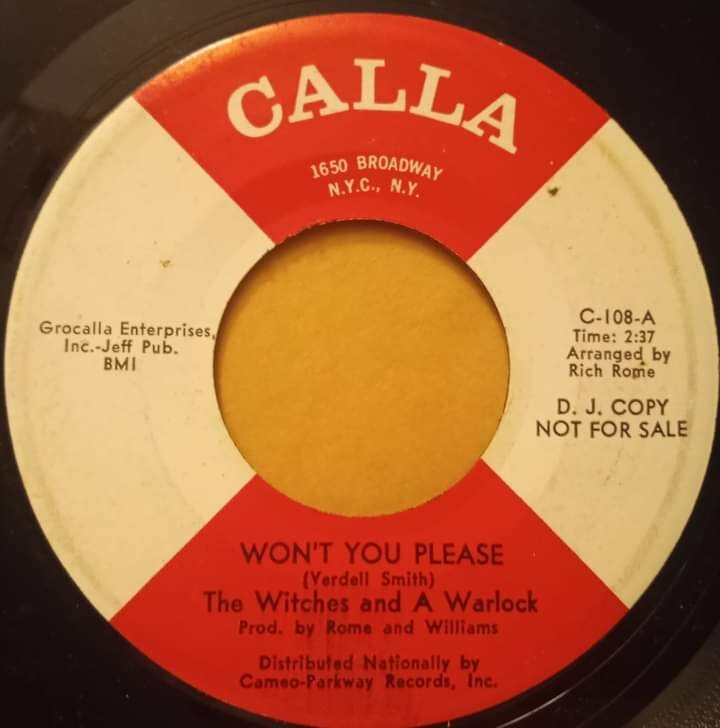 CALLA
1650 BROADWAY
N.Y.C., N.Y.
Grocalla Enterprises,
Inc.-Jeff Pub.
BMI
C-108-A
Time: 2:37
Arranged by
Rich Rome
D. J. COPY
NOT FOR SALE
WON'T YOU PLEASE
(Verdell Smith)
The Witches and A Warlock
Prod. by Rome and Williams
Distributed Nationally by
Cameo-Parkway Records, Inc.